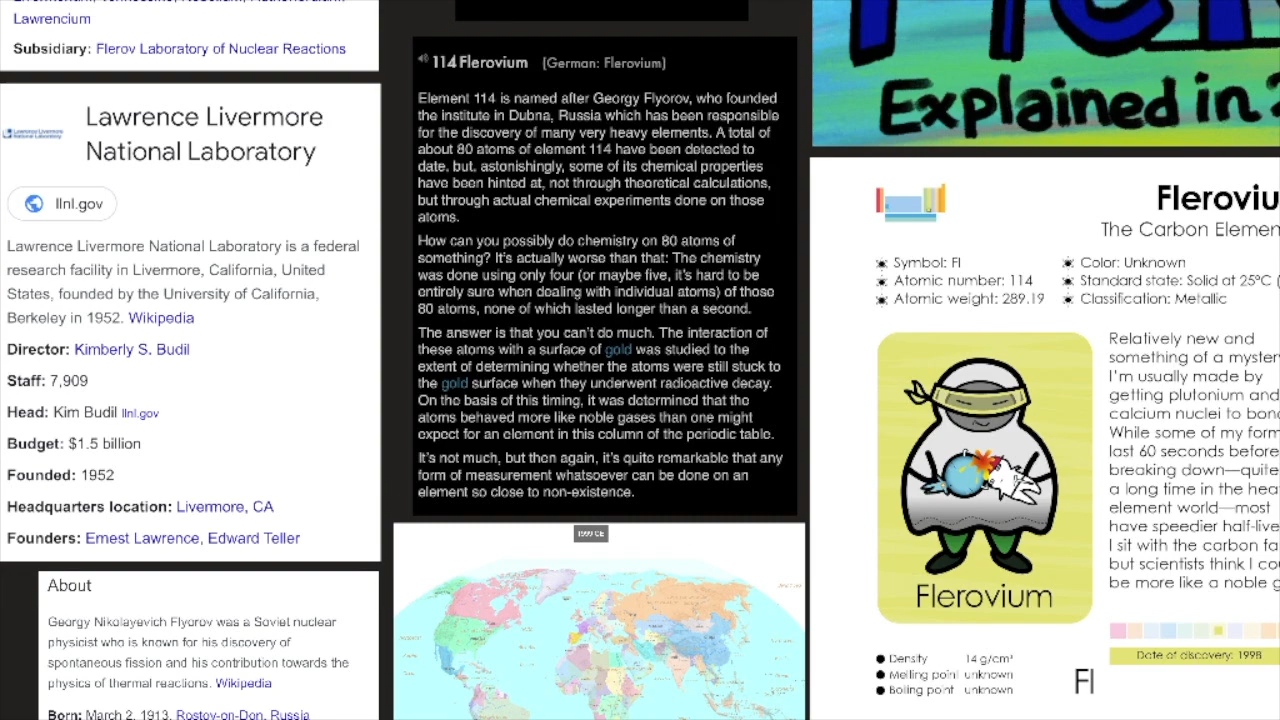 Lawrencium
Subsidiary: Flerov Laboratory of Nuclear Reactions
Lawrence Livermore
National Laboratory
llnl.gov
Lawrence Livermore National Laboratory is a federal
research facility in Livermore, California, United
States, founded by the University of California,
Berkeley in 1952. Wikipedia
Director: Kimberly S. Budil
Staff: 7,909
Head: Kim Budil llnl.gov
Budget: $1.5 billion
Founded: 1952
Headquarters location: Livermore, CA
Founders: Ernest Lawrence, Edward Teller
About
Georgy Nikolayevich Flyorov was a Soviet nuclear
physicist who is known for his discovery of
spontaneous fission and his contribution towards the
physics of thermal reactions. Wikipedia
Born: March 2, 1913, Rostov-on-Don, Russia
114 Flerovium (German: Flerovium)
Element 114 is named after Georgy Flyorov, who founded
the institute in Dubna, Russia which has been responsible
for the discovery of many very heavy elements. A total of
about 80 atoms of element 114 have been detected to
date, but, astonishingly, some of its chemical properties
have been hinted at, not through theoretical calculations,
but through actual chemical experiments done on those
atoms.
How can you possibly do chemistry on 80 atoms of
something? It's actually worse than that: The chemistry
was done using only four (or maybe five, it's hard to be
entirely sure when dealing with individual atoms) of those
80 atoms, none of which lasted longer than a second.
The answer is that you can't do much. The interaction of
these atoms with a surface of gold was studied to the
extent of determining whether the atoms were still stuck to
the gold surface when they underwent radioactive decay.
On the basis of this timing, it was determined that the
atoms behaved more like noble gases than one might
expect for an element in this column of the periodic table.
It's not much, but then again, it's quite remarkable that any
form of measurement whatsoever can be done on an
element so close to non-existence.
1999 CE
Explained in
Fleroviu
The Carbon Elemen
Symbol: Fl
Atomic number: 114
Atomic weight: 289.19
Color: Unknown
Standard state: Solid at 25°C (
Classification: Metallic
Relatively new and
something of a myster
I'm usually made by
getting plutonium and
calcium nuclei to bond
While some of my form
last 60 seconds before
breaking down—quite
a long time in the hea
element world—most
have speedier half-live
I sit with the carbon fa
but scientists think I cou
be more like a noble g
Flerovium
Date of discovery: 1998
Density 14 g/cm³
Melting point unknown
Boiling point unknown
Fl